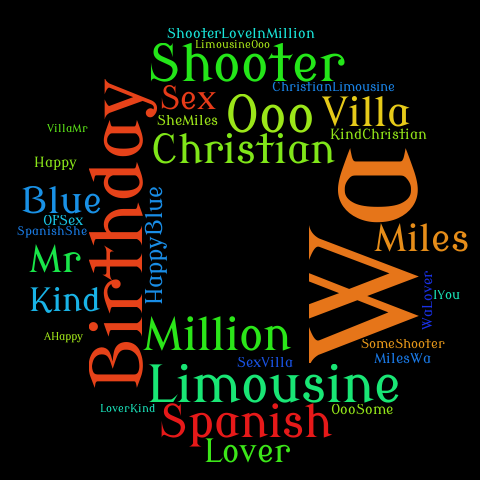 ShooterLoveInMillion
LimousineOoo
Shooter
ChristianLimousine
Sex
Ooo
Villa
SheMiles
KindChristian
VillaMr
Christian
Happy
Birthday
Wa
Blue
HappyBlue
OfSex
SpanishShe
Miles
Mr
Kind
WaLover
IYou
AHappy
Million
SomeShooter
SexVilla
MilesWa
Limousine
LoverKind
Spanish
OooSome
Lover